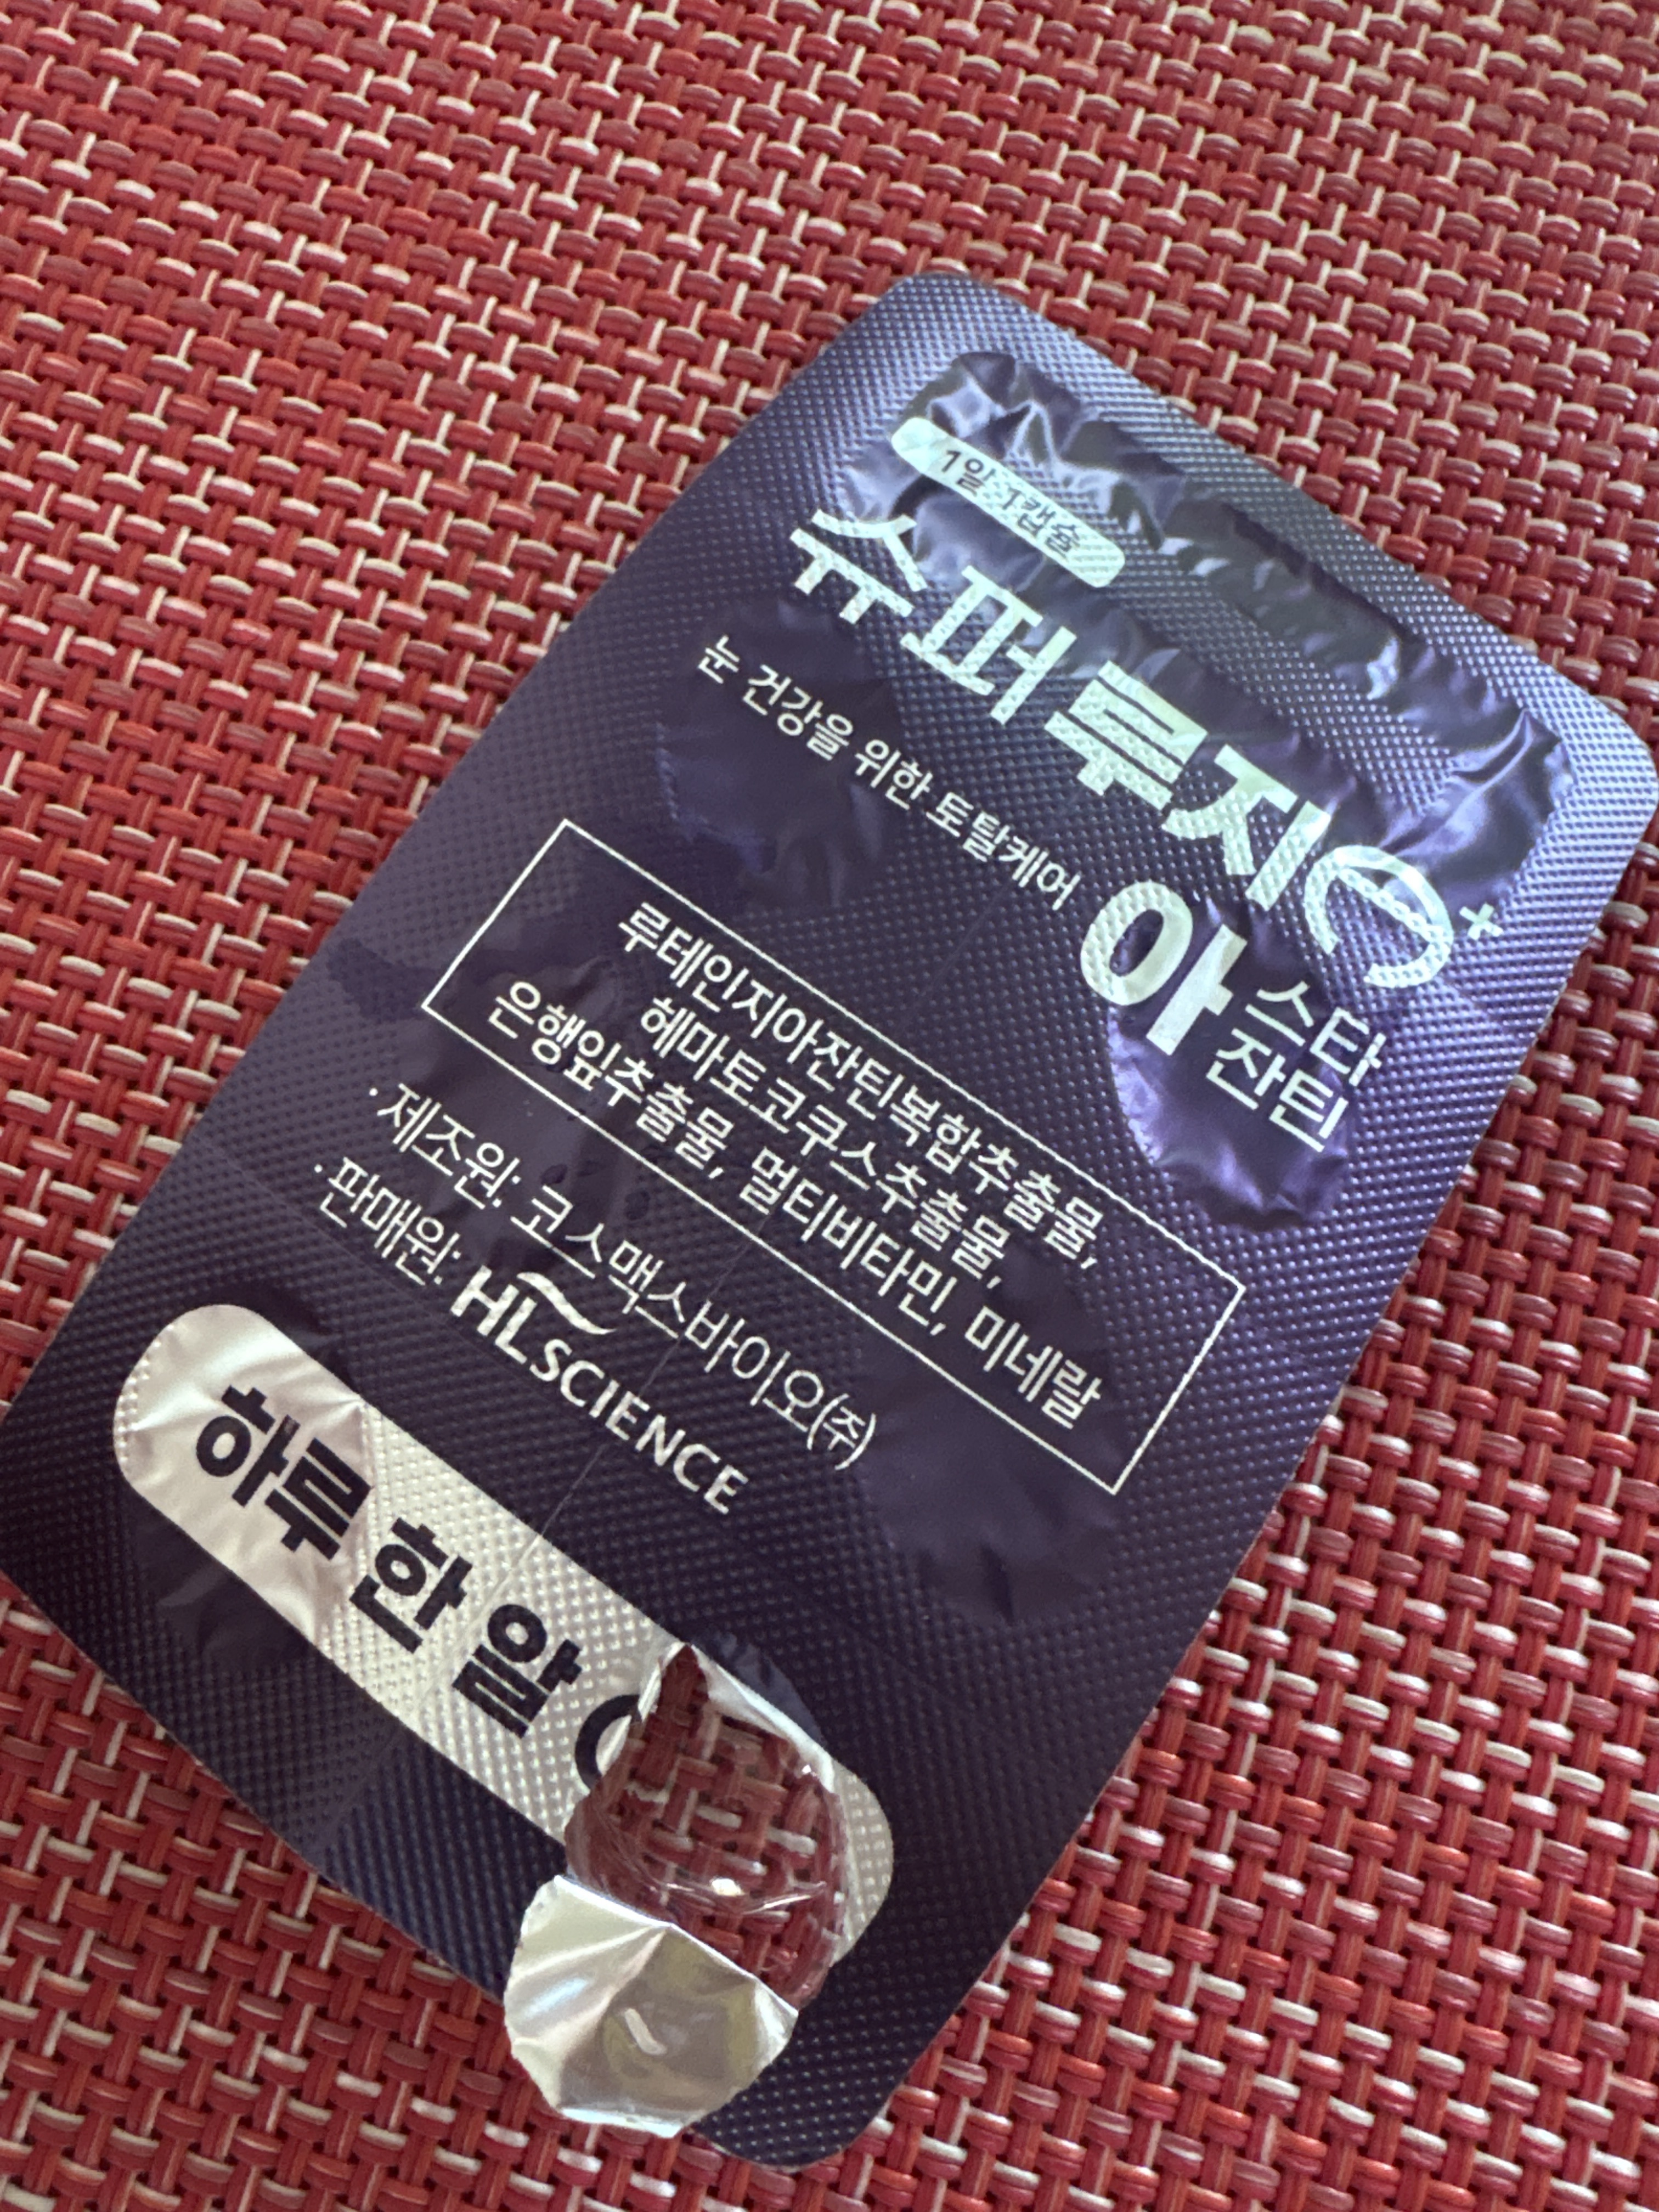 1일 1캡슐
슈퍼 루지아+
아스타잔틴
눈 건강을 위한 토탈케어
루테인지아잔틴복합추출물,
헤마토코쿠스추출물,
은행잎추출물, 멀티비타민, 미네랄
· 제조원: 코스맥스바이오(주)
· 판매원: HLSCIENCE
하루 한 알